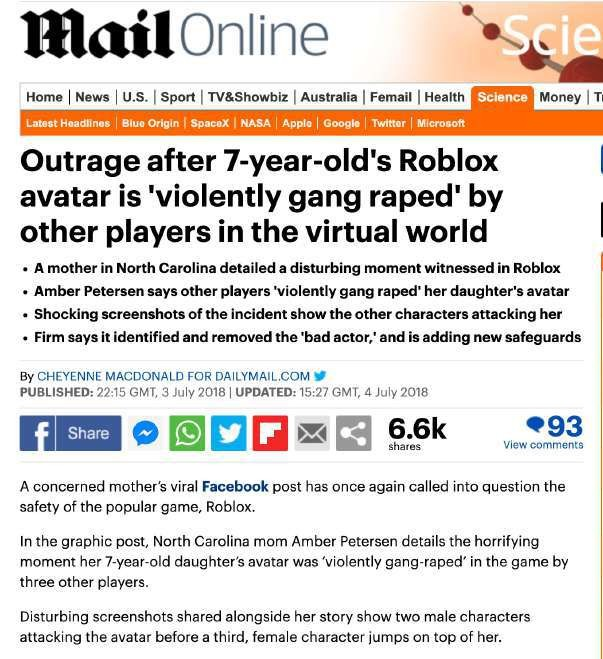 Mail Online
Scie
Home | News | U.S. | Sport | TV&Showbiz | Australia | Femail | Health | Science | Money | T
Latest Headlines | Blue Origin | SpaceX | NASA | Apple | Google | Twitter | Microsoft
Outrage after 7-year-old's Roblox
avatar is 'violently gang raped' by
other players in the virtual world
• A mother in North Carolina detailed a disturbing moment witnessed in Roblox
• Amber Petersen says other players 'violently gang raped' her daughter's avatar
• Shocking screenshots of the incident show the other characters attacking her
• Firm says it identified and removed the 'bad actor,' and is adding new safeguards
By CHEYENNE MACDONALD FOR DAILYMAIL.COM
PUBLISHED: 22:15 GMT, 3 July 2018 | UPDATED: 15:27 GMT, 4 July 2018
f Share
6.6k
shares
93
View comments
A concerned mother's viral Facebook post has once again called into question the
safety of the popular game, Roblox.
In the graphic post, North Carolina mom Amber Petersen details the horrifying
moment her 7-year-old daughter's avatar was 'violently gang-raped' in the game by
three other players.
Disturbing screenshots shared alongside her story show two male characters
attacking the avatar before a third, female character jumps on top of her.